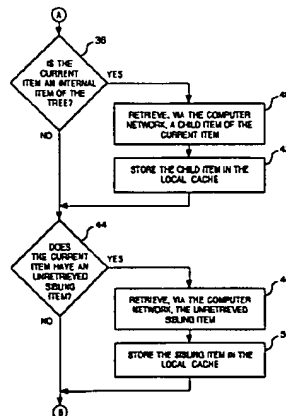 A
36
IS THE
CURRENT
ITEM AN INTERNAL
ITEM OF THE
TREE?
YES
NO
RETRIEVE, VIA THE COMPUTER
NETWORK, A CHILD ITEM OF THE
CURRENT ITEM
STORE THE CHILD ITEM IN THE
LOCAL CACHE
44
DOES
THE CURRENT
ITEM HAVE AN
UNRETRIEVED
SIBLING
ITEM?
YES
NO
RETRIEVE, VIA THE COMPUTER
NETWORK, THE UNRETRIEVED
SIBLING ITEM
STORE THE SIBLING ITEM IN THE
LOCAL CACHE
B